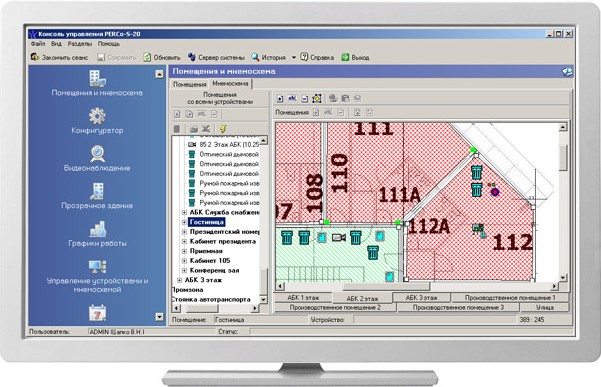 Консоль управления PERCo-S-20
Файл Вид Разделы Помощь
Закончить сеанс Сохранить Обновить Сервер системы История Справка Выход
Помещения и мнемосхема
Конфигуратор
Видеонаблюдение
Прозрачное здание
Графики работы
Управление устройствами и
мнемосхемой
7
Помещения и мнемосхема
Помещения Мнемосхема
Помещения
со всеми устройствами
85.2 Этаж АБК (10.25
Оптический дымовой
Оптический дымовой
Оптический дымовой
Ручной пожарный изв
Ручной пожарный изв
Ручной пожарный изв
АБК Служба снабжен
Гостиница
Президентский номер
Кабинет президента
Приемная
Кабинет 105
Конференц зал
АБК 3 этаж
Промзона
Стоянка автотранспорта
Помещения
111
110
108
07
111А
112А
112
АБК 1 этаж АБК 2 этаж АБК 3 этаж Производственное помещение 1
Производственное помещение 2 Производственное помещение 3 Улица
Помещение: Гостиница Устройство: 389 : 245
Пользователь: ADMIN (Шапко В.Н.) Статус: